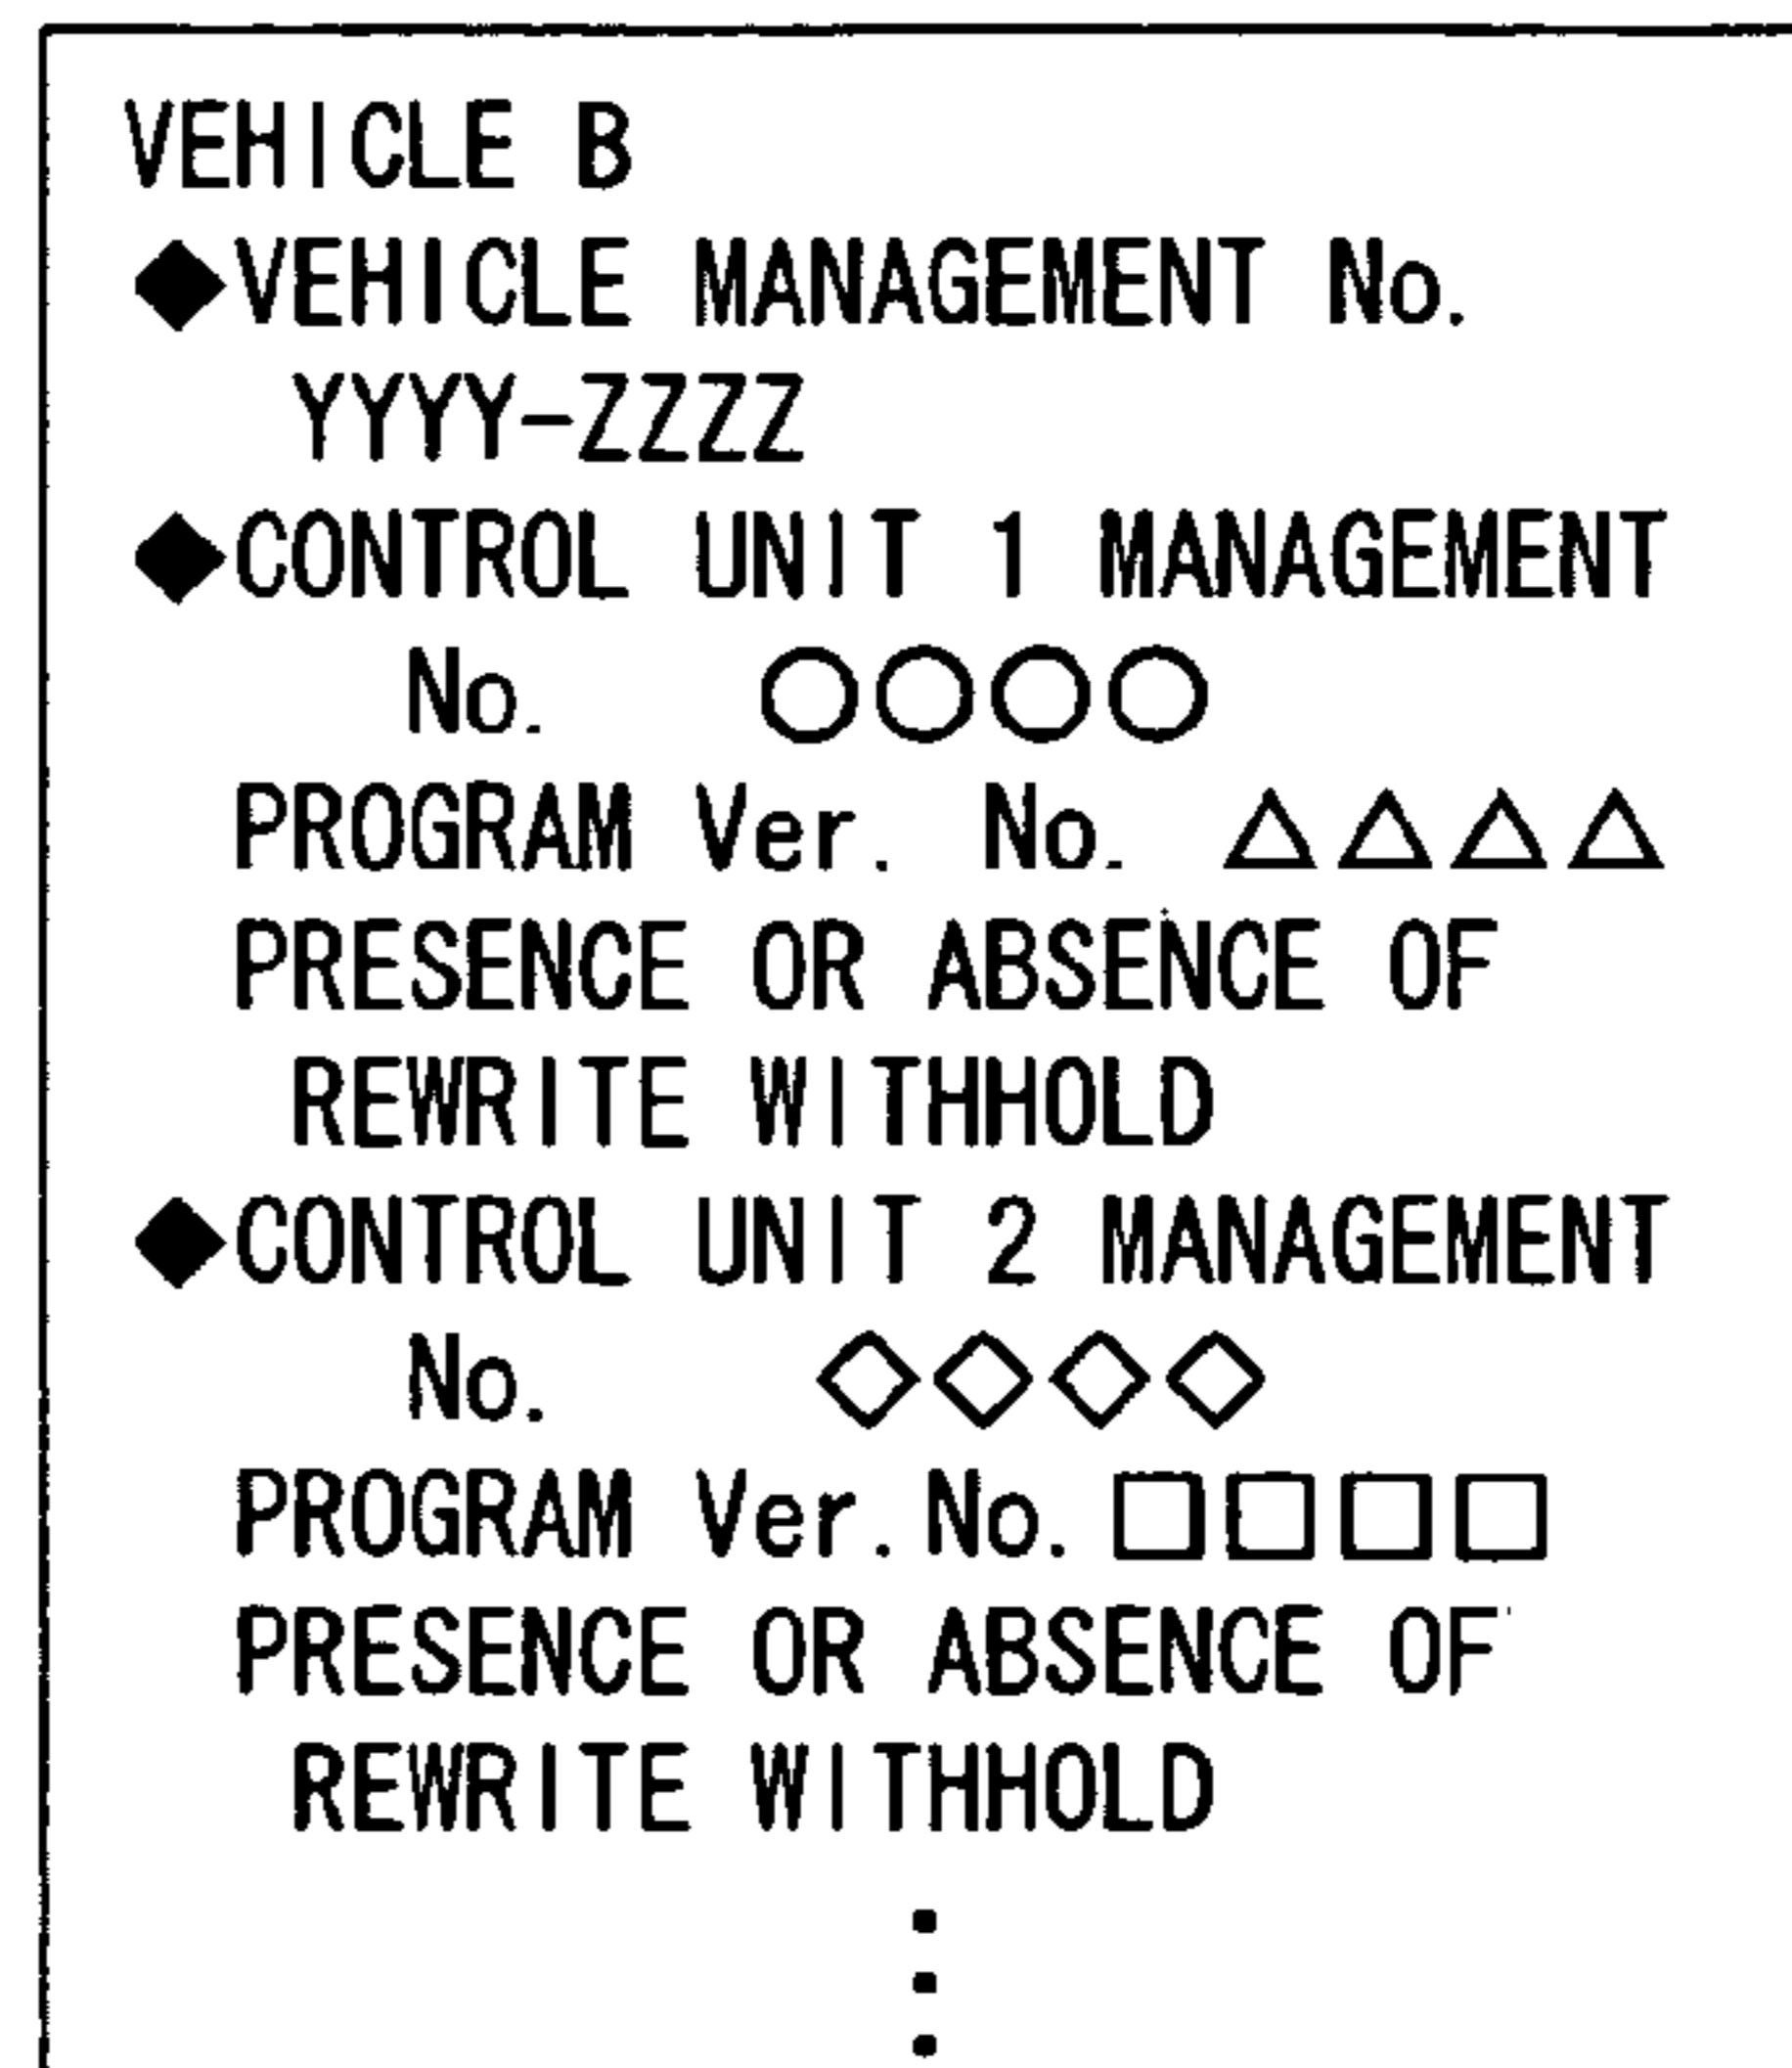 VEHICLE B
◆VEHICLE MANAGEMENT No.
YYYY-ZZZZ
◆CONTROL UNIT 1 MANAGEMENT
No. ○○○○
PROGRAM Ver. No. △△△△
PRESENCE OR ABSENCE OF
REWRITE WITHHOLD
◆CONTROL UNIT 2 MANAGEMENT
No. ◇◇◇◇
PROGRAM Ver. No. □□□□
PRESENCE OR ABSENCE OF
REWRITE WITHHOLD